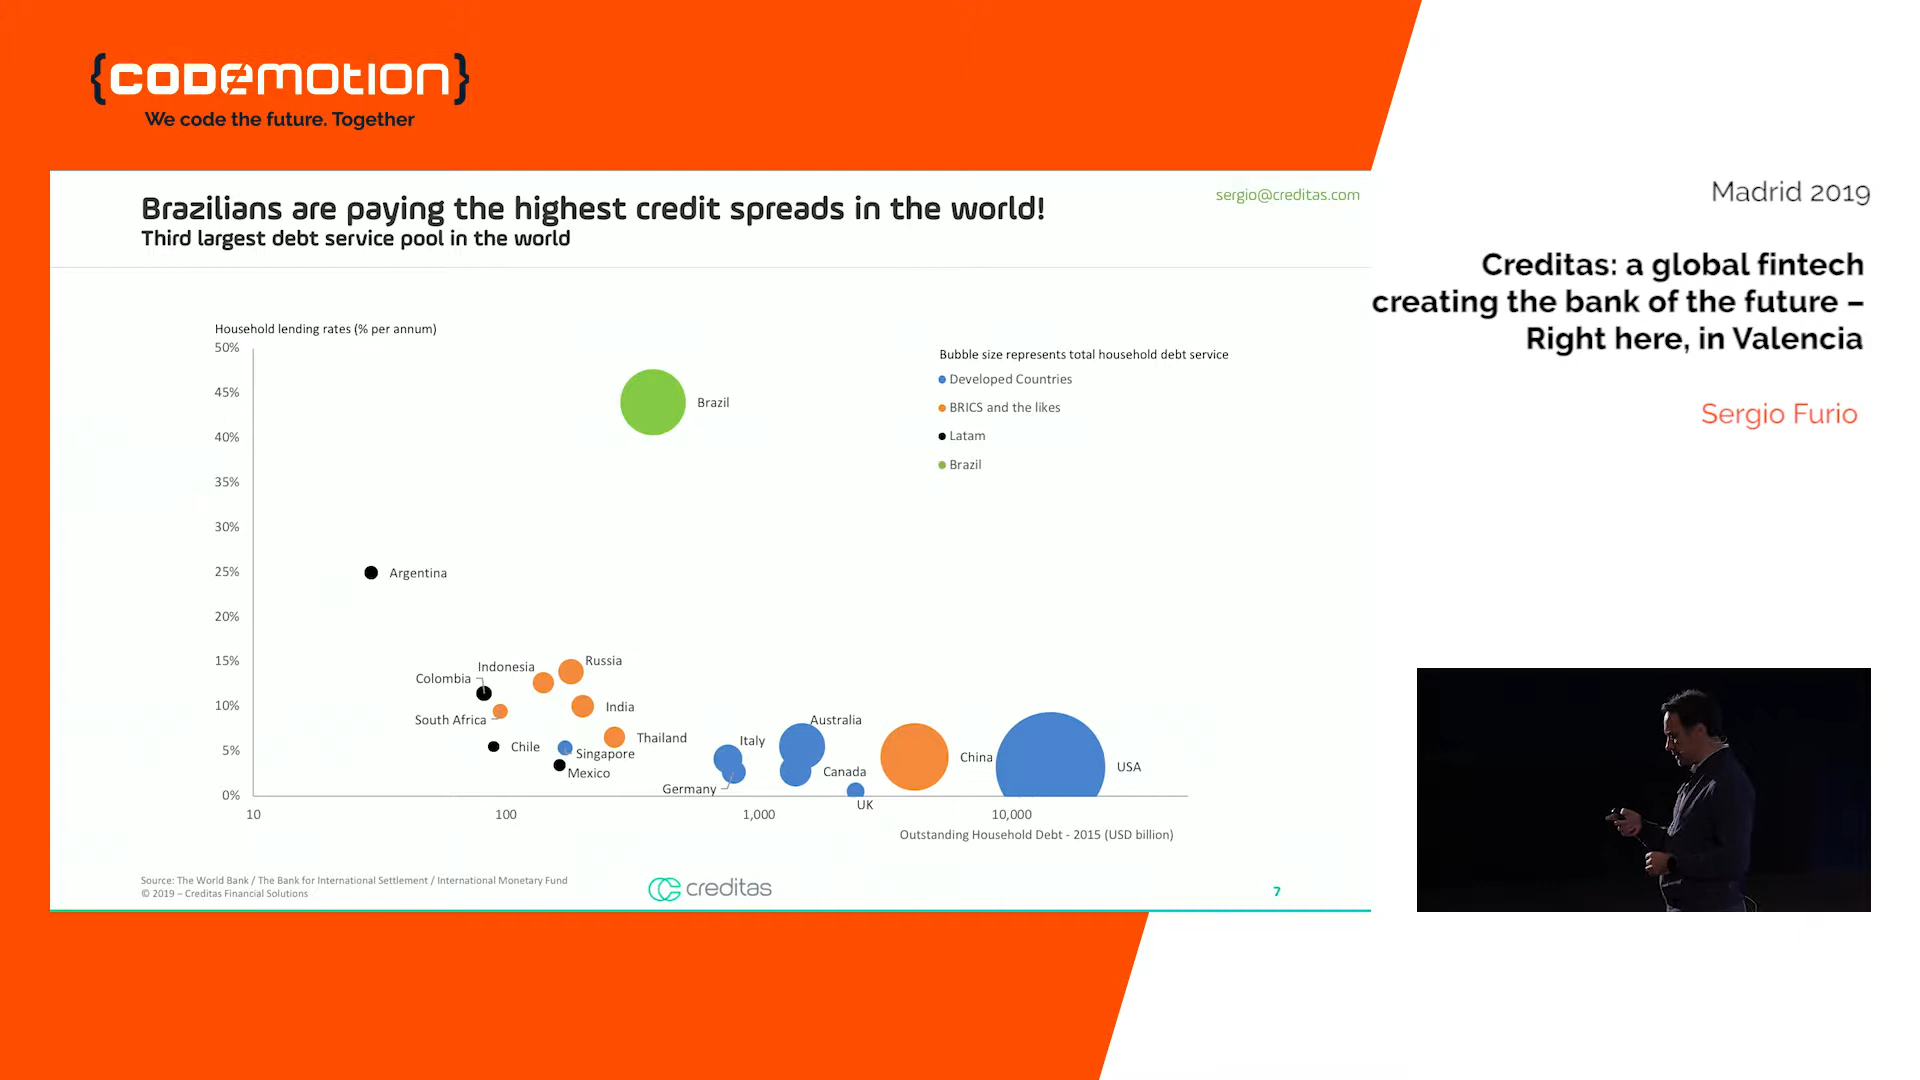 {CODEMOTION}
We code the future. Together
Brazilians are paying the highest credit spreads in the world!
Third largest debt service pool in the world
sergio@creditas.com
Madrid 2019
Creditas: a global fintech
creating the bank of the future –
Right here, in Valencia
Sergio Furio
Household lending rates (% per annum)
50%
45%
40%
35%
30%
25%
20%
15%
10%
5%
0%
Bubble size represents total household debt service
Developed Countries
BRICS and the likes
Latam
Brazil
Brazil
Argentina
Russia
Indonesia
Colombia
India
South Africa
Australia
Thailand
Italy
Chile
Singapore
China
USA
Mexico
Canada
Germany
UK
10
100
1,000
10,000
Outstanding Household Debt - 2015 (USD billion)
Source: The World Bank / The Bank for International Settlement / International Monetary Fund
© 2019 – Creditas Financial Solutions
creditas
7